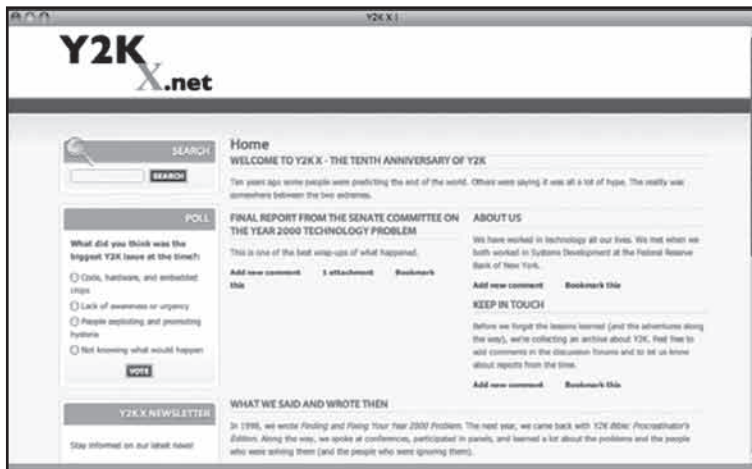 Y2K X |
Y2K
X.net
SEARCH
SEARCH
POLL
What did you think was the
biggest Y2K issue at the time?:
Code, hardware, and embedded
chips
Lack of awareness or urgency
People exploiting and promoting
hysteria
Not knowing what would happen
VOTE
Y2K X NEWSLETTER
Stay informed on our latest news!
Home
WELCOME TO Y2K X - THE TENTH ANNIVERSARY OF Y2K
Ten years ago some people were predicting the end of the world. Others were saying it was all a lot of hype. The reality was
somewhere between the two extremes.
FINAL REPORT FROM THE SENATE COMMITTEE ON
THE YEAR 2000 TECHNOLOGY PROBLEM
This is one of the best wrap-ups of what happened.
Add new comment 1 attachment Bookmark
this
ABOUT US
We have worked in technology all our lives. We met when we
both worked in Systems Development at the Federal Reserve
Bank of New York.
Add new comment Bookmark this
KEEP IN TOUCH
Before we forget the lessons learned (and the adventures along
the way), we're collecting an archive about Y2K. Feel free to
add comments in the discussion forums and to let us know
about reports from the time.
Add new comment Bookmark this
WHAT WE SAID AND WROTE THEN
In 1998, we wrote Finding and Fixing Your Year 2000 Problem. The next year, we came back with Y2K Bible: Procrastinator's
Edition. Along the way, we spoke at conferences, participated in panels, and learned a lot about the problems and the people
who were solving them (and the people who were ignoring them).